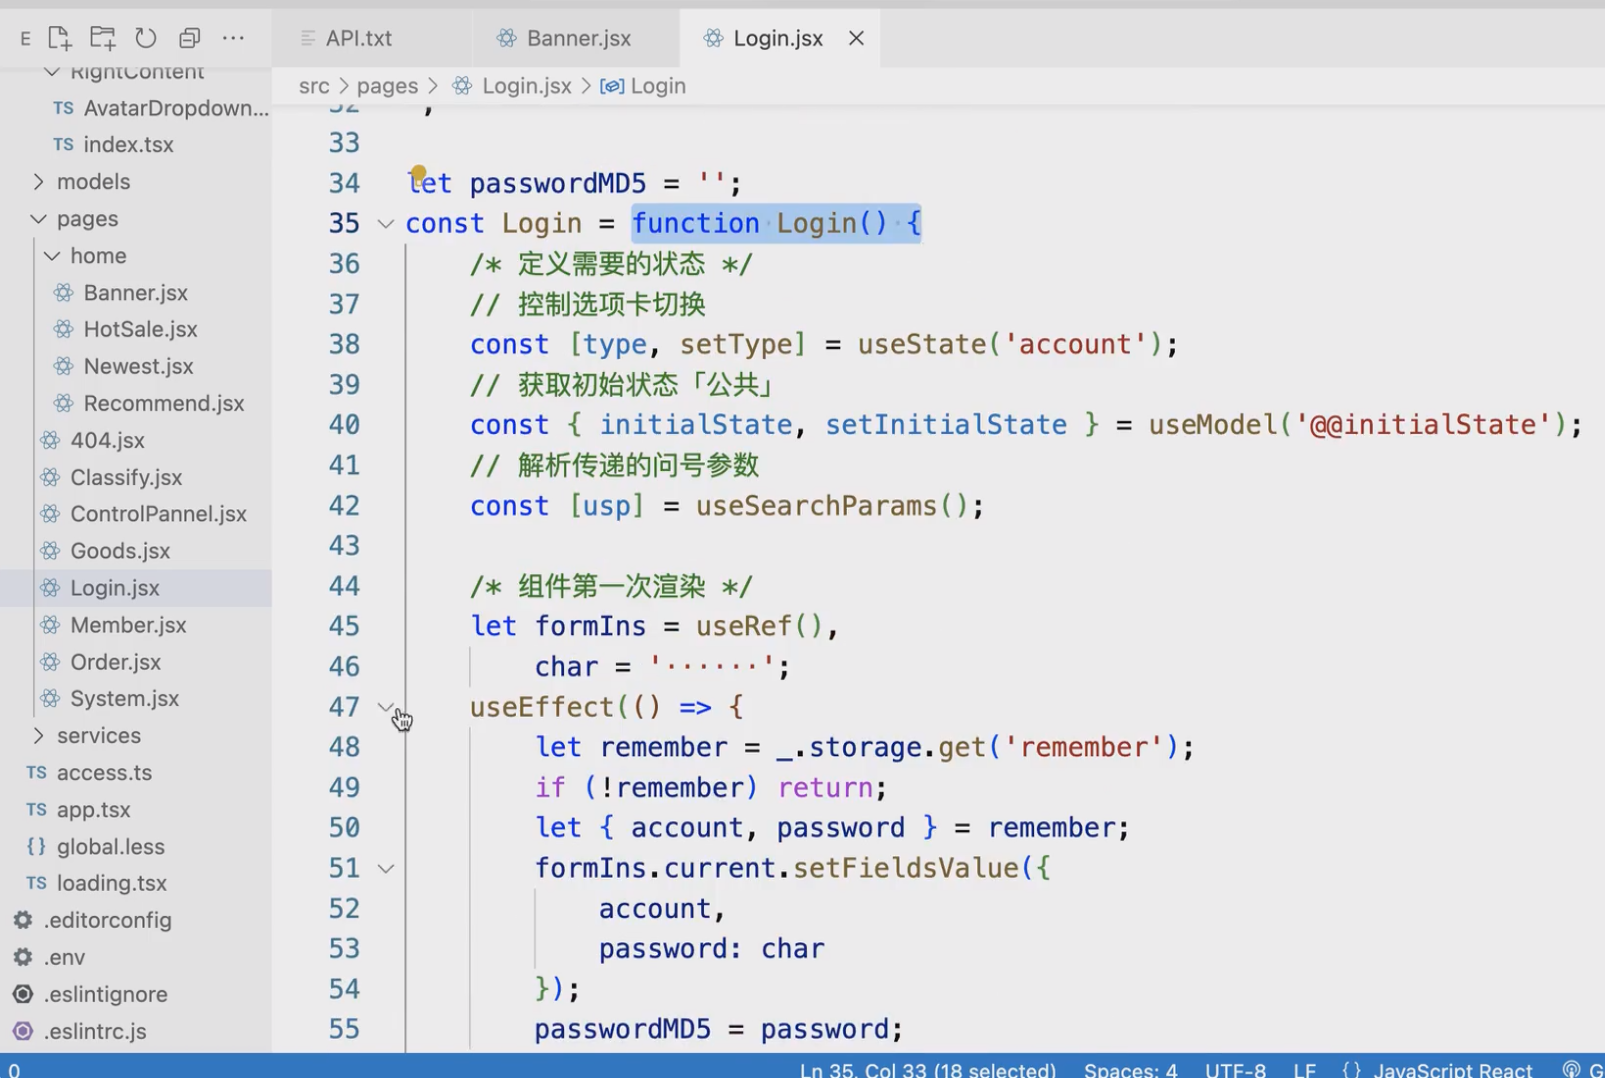 E
API.txt
Banner.jsx
Login.jsx
src > pages > Login.jsx > Login
RightContent
TS AvatarDropdown...
TS index.tsx
models
pages
home
Banner.jsx
HotSale.jsx
Newest.jsx
Recommend.jsx
404.jsx
Classify.jsx
ControlPannel.jsx
Goods.jsx
Login.jsx
Member.jsx
Order.jsx
System.jsx
services
TS access.ts
TS app.tsx
{} global.less
TS loading.tsx
.editorconfig
.env
.eslintignore
.eslintrc.js
32 ;
33
34 let passwordMD5 = '';
35 const Login = function Login() {
36 /* 定义需要的状态 */
37 // 控制选项卡切换
38 const [type, setType] = useState('account');
39 // 获取初始状态「公共」
40 const { initialState, setInitialState } = useModel('@@initialState');
41 // 解析传递的问号参数
42 const [usp] = useSearchParams();
43
44 /* 组件第一次渲染 */
45 let formIns = useRef(),
46 char = '······';
47 useEffect(() => {
48 let remember = _.storage.get('remember');
49 if (!remember) return;
50 let { account, password } = remember;
51 formIns.current.setFieldsValue({
52 account,
53 password: char
54 });
55 passwordMD5 = password;
0
Ln 35, Col 33 (18 selected)
Spaces: 4
UTF-8
LF
{} JavaScript React
G